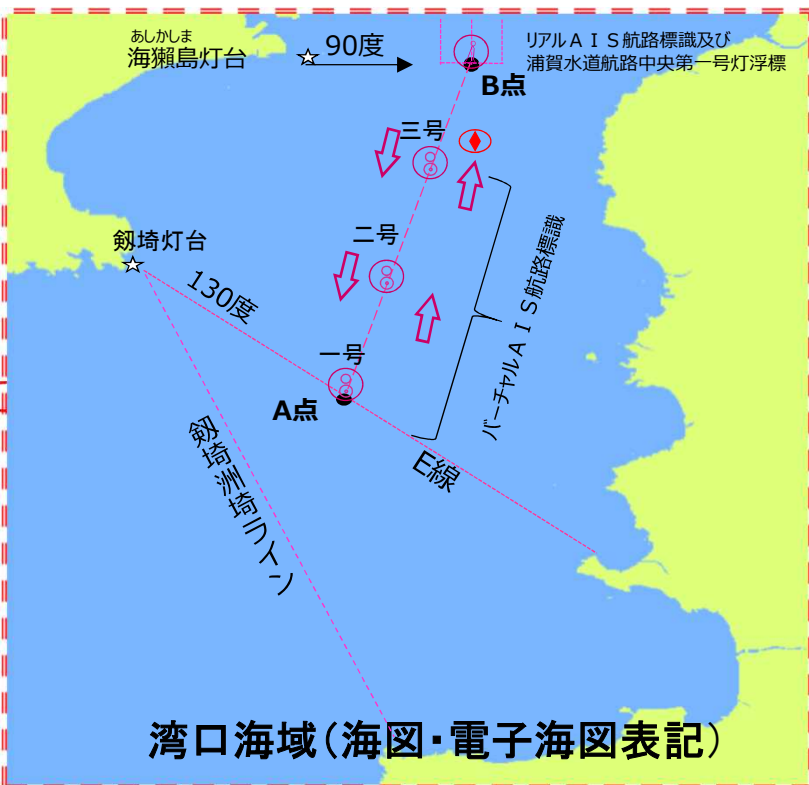 あしかしま
海獺島灯台
90度
リアルＡＩＳ航路標識及び
浦賀水道航路中央第一号灯浮標
B点
三号
剱埼灯台
二号
130度
バーチャルＡＩＳ航路標識
一号
A点
剱埼洲埼ライン
E線
湾口海域（海図・電子海図表記）